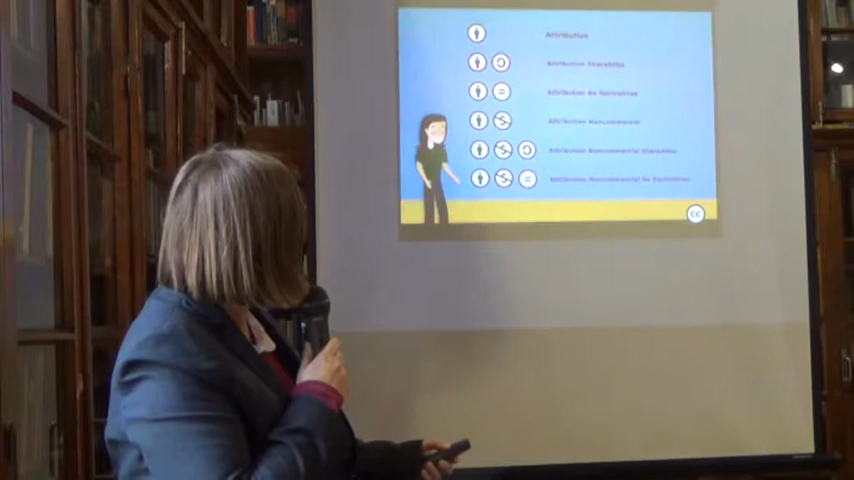 Attribution
Attribution ShareAlike
Attribution No Derivatives
Attribution Noncommercial
Attribution Noncommercial ShareAlike
Attribution Noncommercial No Derivatives
cc